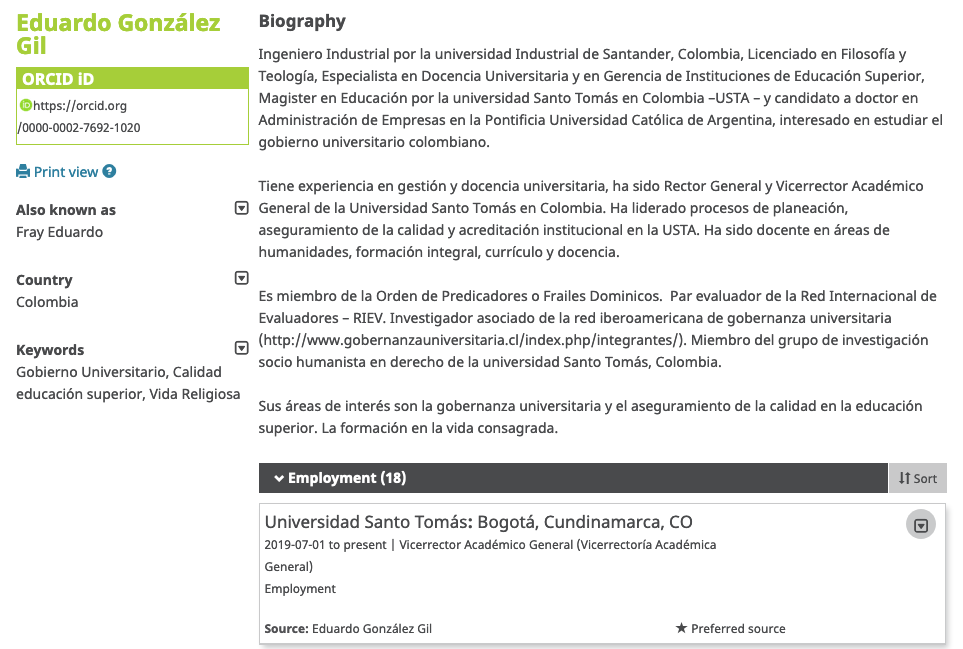 Eduardo González
Gil
ORCID iD
https://orcid.org
/0000-0002-7692-1020
Print view
Also known as
Fray Eduardo
Country
Colombia
Keywords
Gobierno Universitario, Calidad
educación superior, Vida Religiosa
Biography
Ingeniero Industrial por la universidad Industrial de Santander, Colombia, Licenciado en Filosofía y
Teología, Especialista en Docencia Universitaria y en Gerencia de Instituciones de Educación Superior,
Magister en Educación por la universidad Santo Tomás en Colombia –USTA – y candidato a doctor en
Administración de Empresas en la Pontificia Universidad Católica de Argentina, interesado en estudiar el
gobierno universitario colombiano.
Tiene experiencia en gestión y docencia universitaria, ha sido Rector General y Vicerrector Académico
General de la Universidad Santo Tomás en Colombia. Ha liderado procesos de planeación,
aseguramiento de la calidad y acreditación institucional en la USTA. Ha sido docente en áreas de
humanidades, formación integral, currículo y docencia.
Es miembro de la Orden de Predicadores o Frailes Dominicos.  Par evaluador de la Red Internacional de
Evaluadores – RIEV. Investigador asociado de la red iberoamericana de gobernanza universitaria
(http://www.gobernanzauniversitaria.cl/index.php/integrantes/). Miembro del grupo de investigación
socio humanista en derecho de la universidad Santo Tomás, Colombia.
Sus áreas de interés son la gobernanza universitaria y el aseguramiento de la calidad en la educación
superior. La formación en la vida consagrada.
Employment (18)
Sort
Universidad Santo Tomás: Bogotá, Cundinamarca, CO
2019-07-01 to present | Vicerrector Académico General (Vicerrectoría Académica
General)
Employment
Source: Eduardo González Gil
★ Preferred source